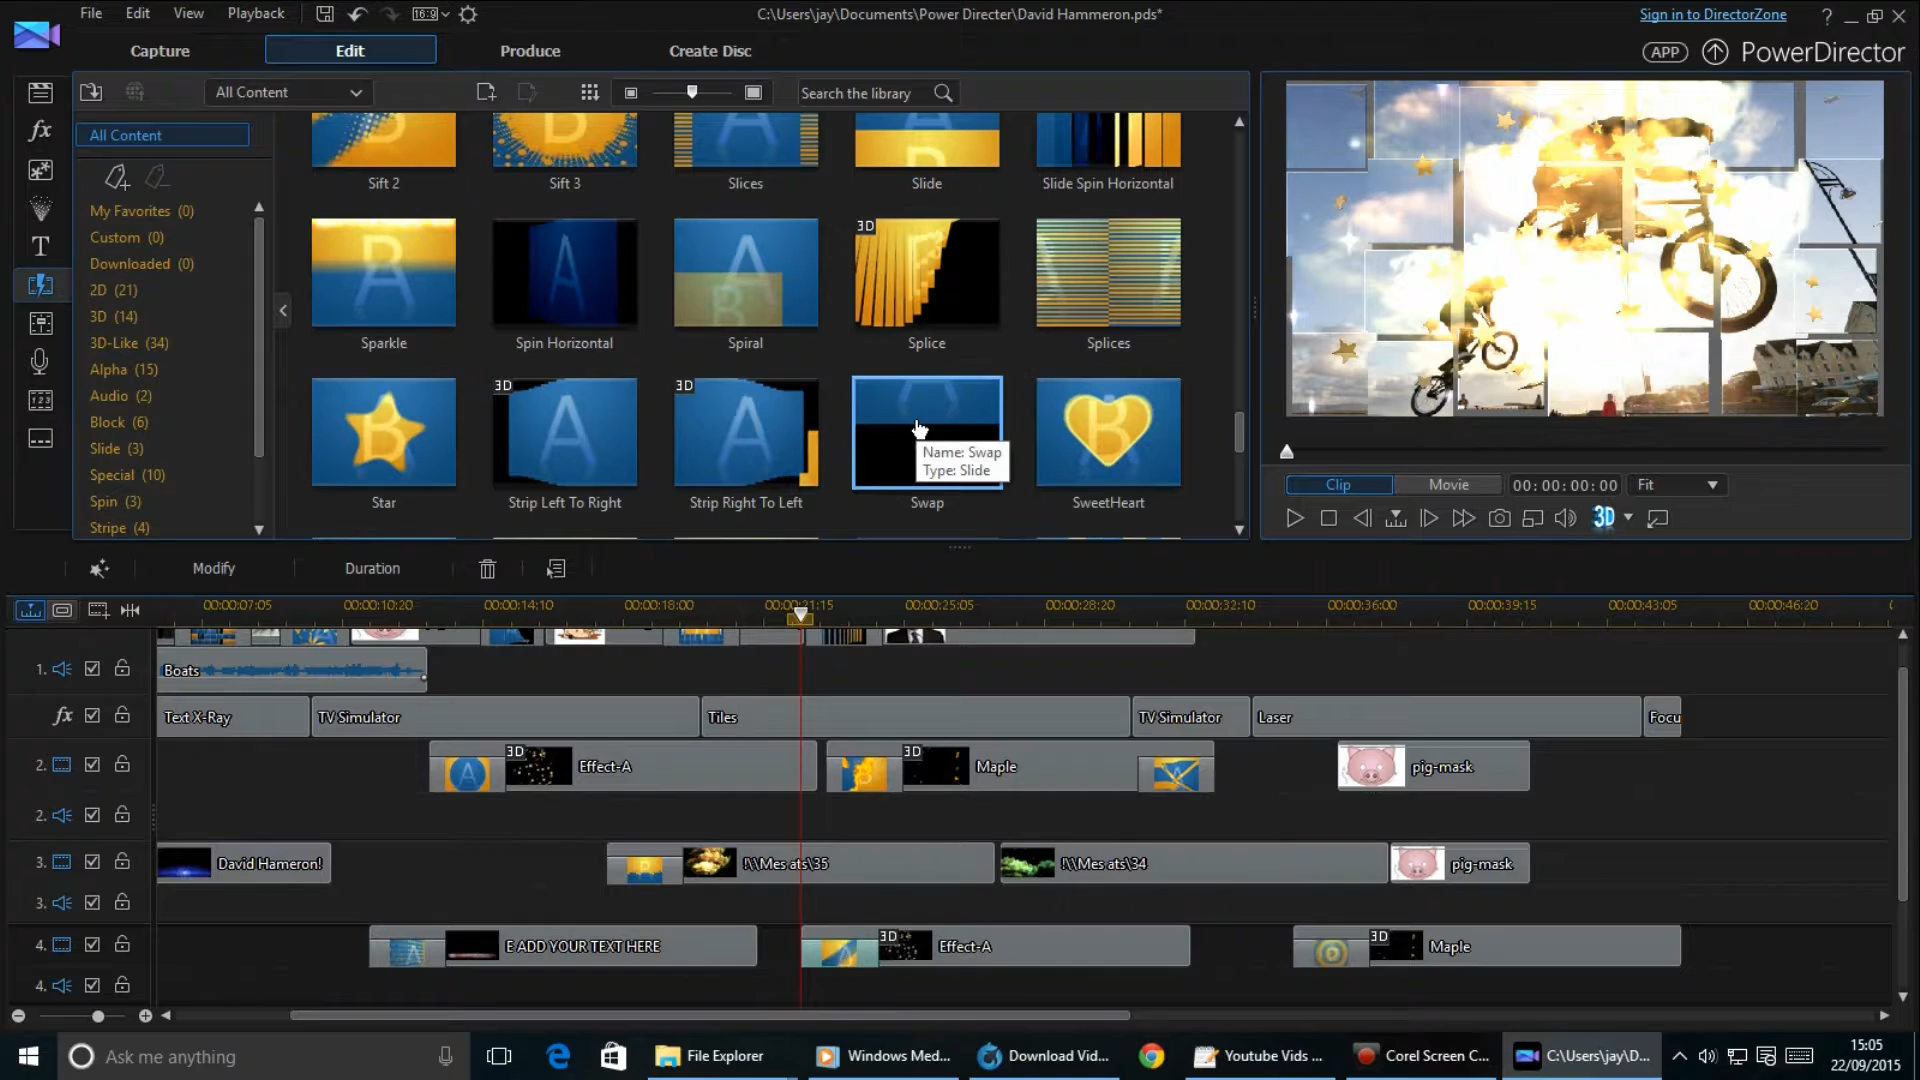 File Edit View Playback 16:9 C:\Users\jay\Documents\Power Directer\David Hammeron.pds* Sign in to DirectorZone ?
Capture Edit Produce Create Disc APP PowerDirector
All Content Search the library
All Content
My Favorites (0)
Custom (0)
Downloaded (0)
2D (21)
3D (14)
3D-Like (34)
Alpha (15)
Audio (2)
Block (6)
Slide (3)
Special (10)
Spin (3)
Stripe (4)
fx
T
Sift 2 Sift 3 Slices Slide Slide Spin Horizontal
3D
Sparkle Spin Horizontal Spiral Splice Splices
3D 3D
Name: Swap
Type: Slide
Star Strip Left To Right Strip Right To Left Swap SweetHeart
Clip Movie 00:00:00:00 Fit
3D
Modify Duration
00:00:07:05 00:00:10:20 00:00:14:10 00:00:18:00 00:00:21:15 00:00:25:05 00:00:28:20 00:00:32:10 00:00:36:00 00:00:39:15 00:00:43:05 00:00:46:20
1. Boats
fx Text X-Ray TV Simulator Tiles TV Simulator Laser Focu
2. 3D Effect-A 3D Maple pig-mask
2.
3. David Hameron! !\\Mes ats\35 !\\Mes ats\34 pig-mask
3.
4. E ADD YOUR TEXT HERE 3D Effect-A 3D Maple
4.
Ask me anything File Explorer Windows Med... Download Vid... Youtube Vids ... Corel Screen C... C:\Users\jay\D... 15:05
22/09/2015